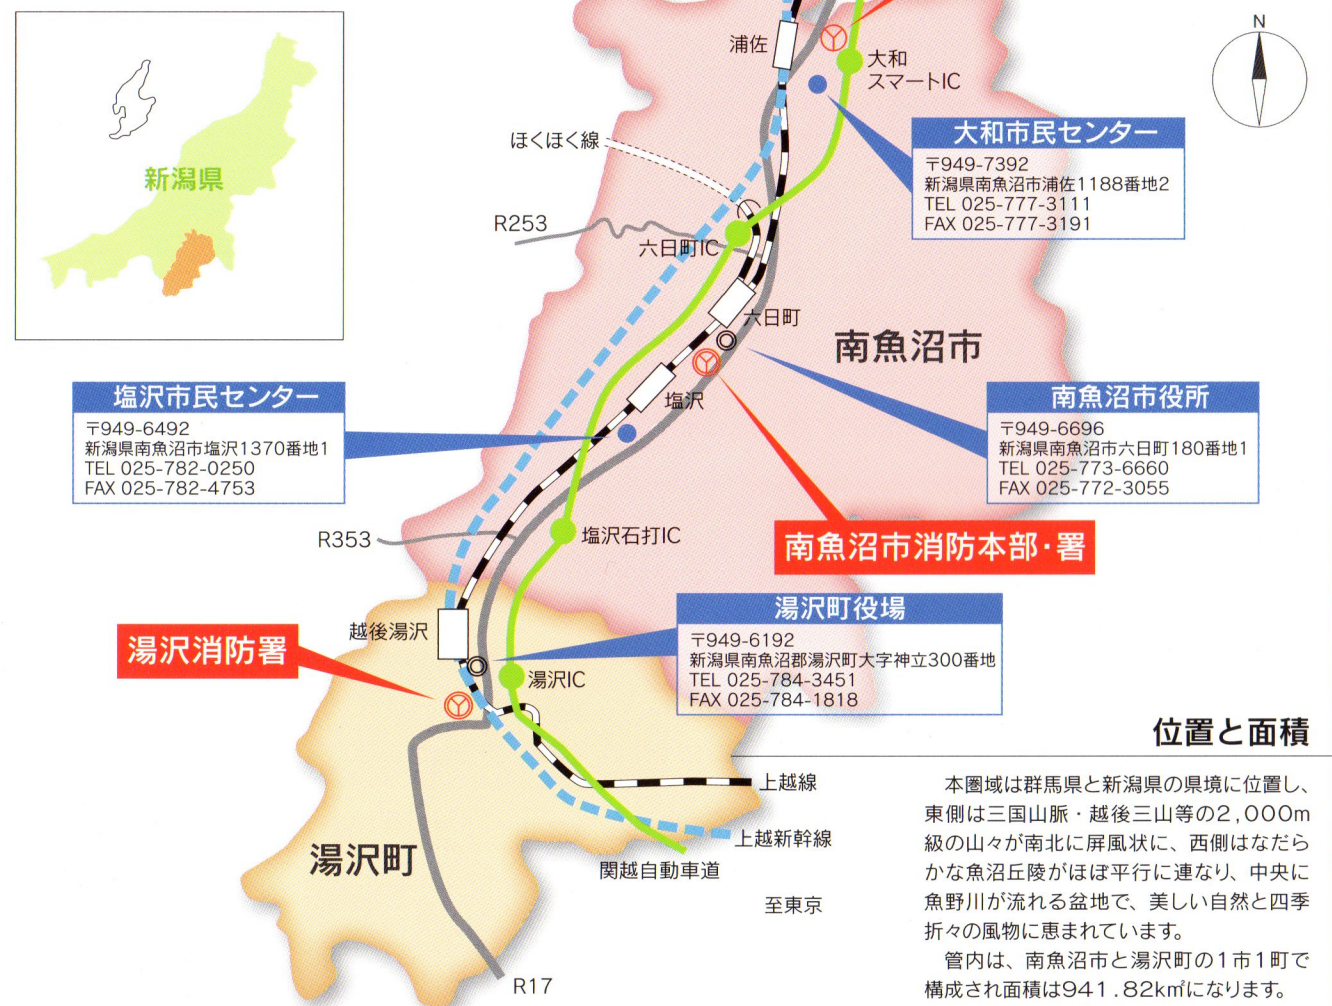 N
新潟県
浦佐
大和
スマートIC
ほくほく線
大和市民センター
〒949-7392
新潟県南魚沼市浦佐1188番地2
TEL 025-777-3111
FAX 025-777-3191
R253
六日町IC
六日町
南魚沼市
塩沢市民センター
〒949-6492
新潟県南魚沼市塩沢1370番地1
TEL 025-782-0250
FAX 025-782-4753
塩沢
南魚沼市役所
〒949-6696
新潟県南魚沼市六日町180番地1
TEL 025-773-6660
FAX 025-772-3055
R353
塩沢石打IC
南魚沼市消防本部・署
湯沢町役場
〒949-6192
新潟県南魚沼郡湯沢町大字神立300番地
TEL 025-784-3451
FAX 025-784-1818
越後湯沢
湯沢消防署
湯沢IC
上越線
上越新幹線
関越自動車道
至東京
湯沢町
R17
位置と面積
本圏域は群馬県と新潟県の県境に位置し、
東側は三国山脈・越後三山等の2,000m
級の山々が南北に屏風状に、西側はなだら
かな魚沼丘陵がほぼ平行に連なり、中央に
魚野川が流れる盆地で、美しい自然と四季
折々の風物に恵まれています。
管内は、南魚沼市と湯沢町の1市1町で
構成され面積は941.82k㎡になります。